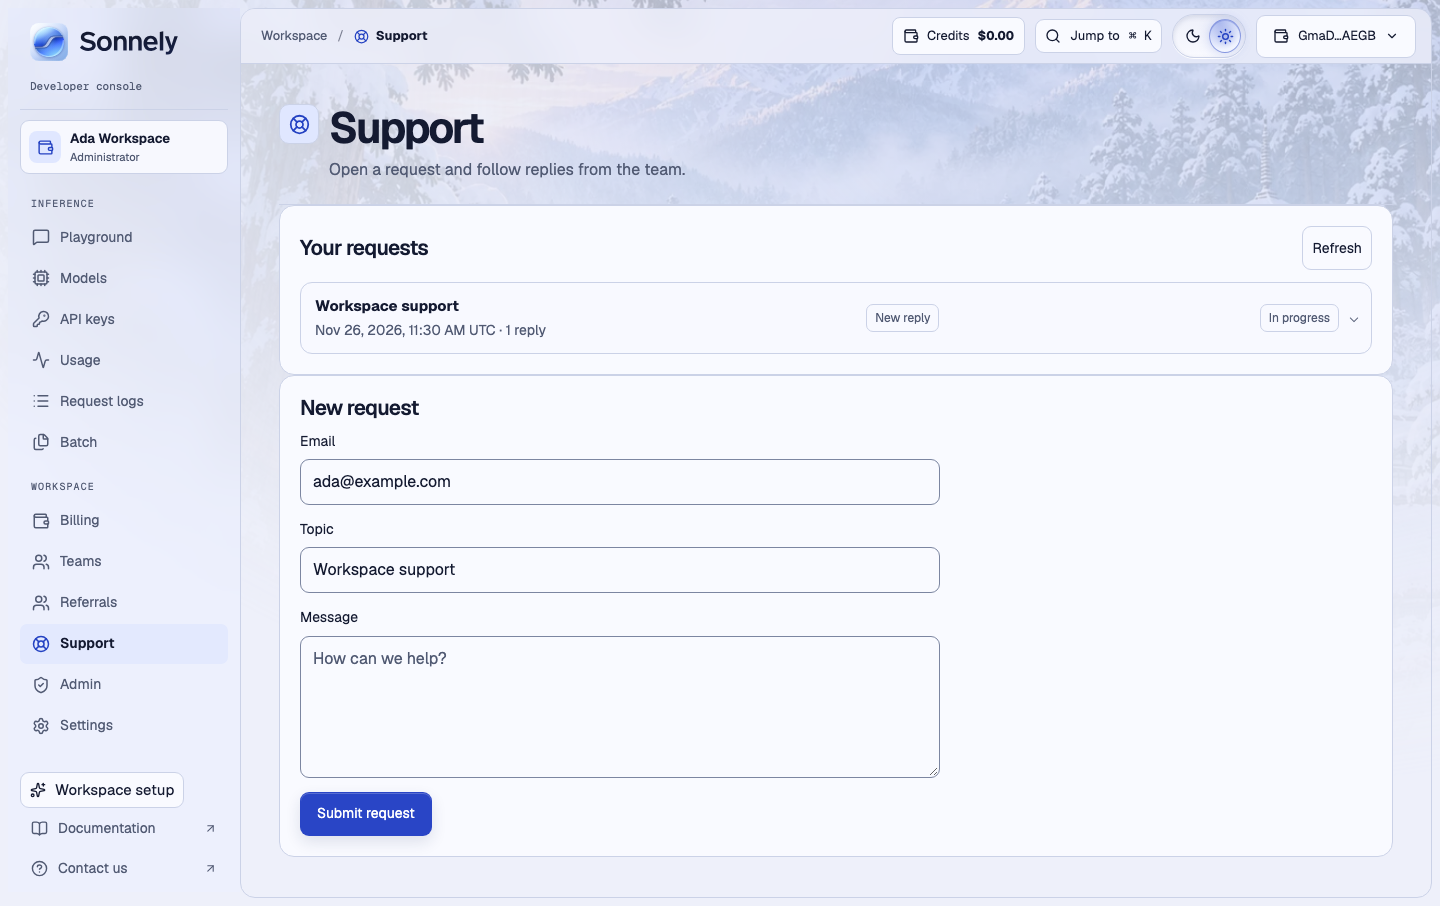 Sonnely
Developer console
Ada Workspace
Administrator
INFERENCE
Playground
Models
API keys
Usage
Request logs
Batch
WORKSPACE
Billing
Teams
Referrals
Support
Admin
Settings
Workspace setup
Documentation
Contact us
Workspace / Support
Credits $0.00
Jump to ⌘ K
GmaD...AEGB
Support
Open a request and follow replies from the team.
Your requests
Refresh
Workspace support
Nov 26, 2026, 11:30 AM UTC · 1 reply
New reply
In progress
New request
Email
ada@example.com
Topic
Workspace support
Message
How can we help?
Submit request